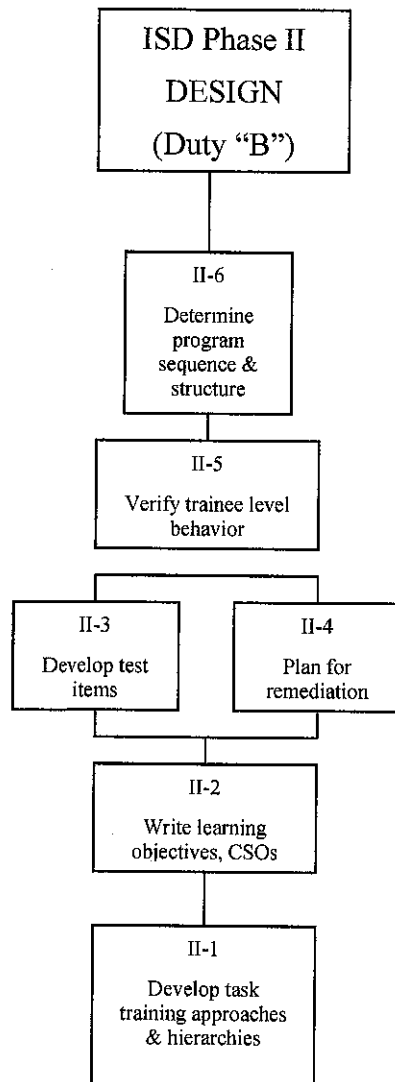 ISD Phase II
DESIGN
(Duty “B”)
II-6
Determine
program
sequence &
structure
II-5
Verify trainee level
behavior
II-3
Develop test
items
II-4
Plan for
remediation
II-2
Write learning
objectives, CSOs
II-1
Develop task
training approaches
& hierarchies